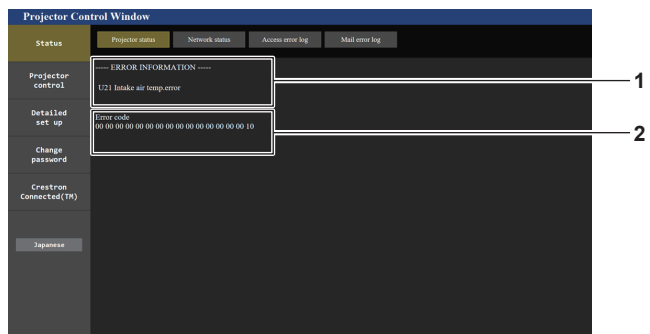 Projector Control Window
Status
Projector status
Network status
Access error log
Mail error log
Projector
control
Detailed
set up
Change
password
Crestron
Connected(TM)
Japanese
----- ERROR INFORMATION -----
U21 Intake air temp.error
Error code
00 00 00 00 00 00 00 00 00 00 00 00 00 00 00 10
1
2